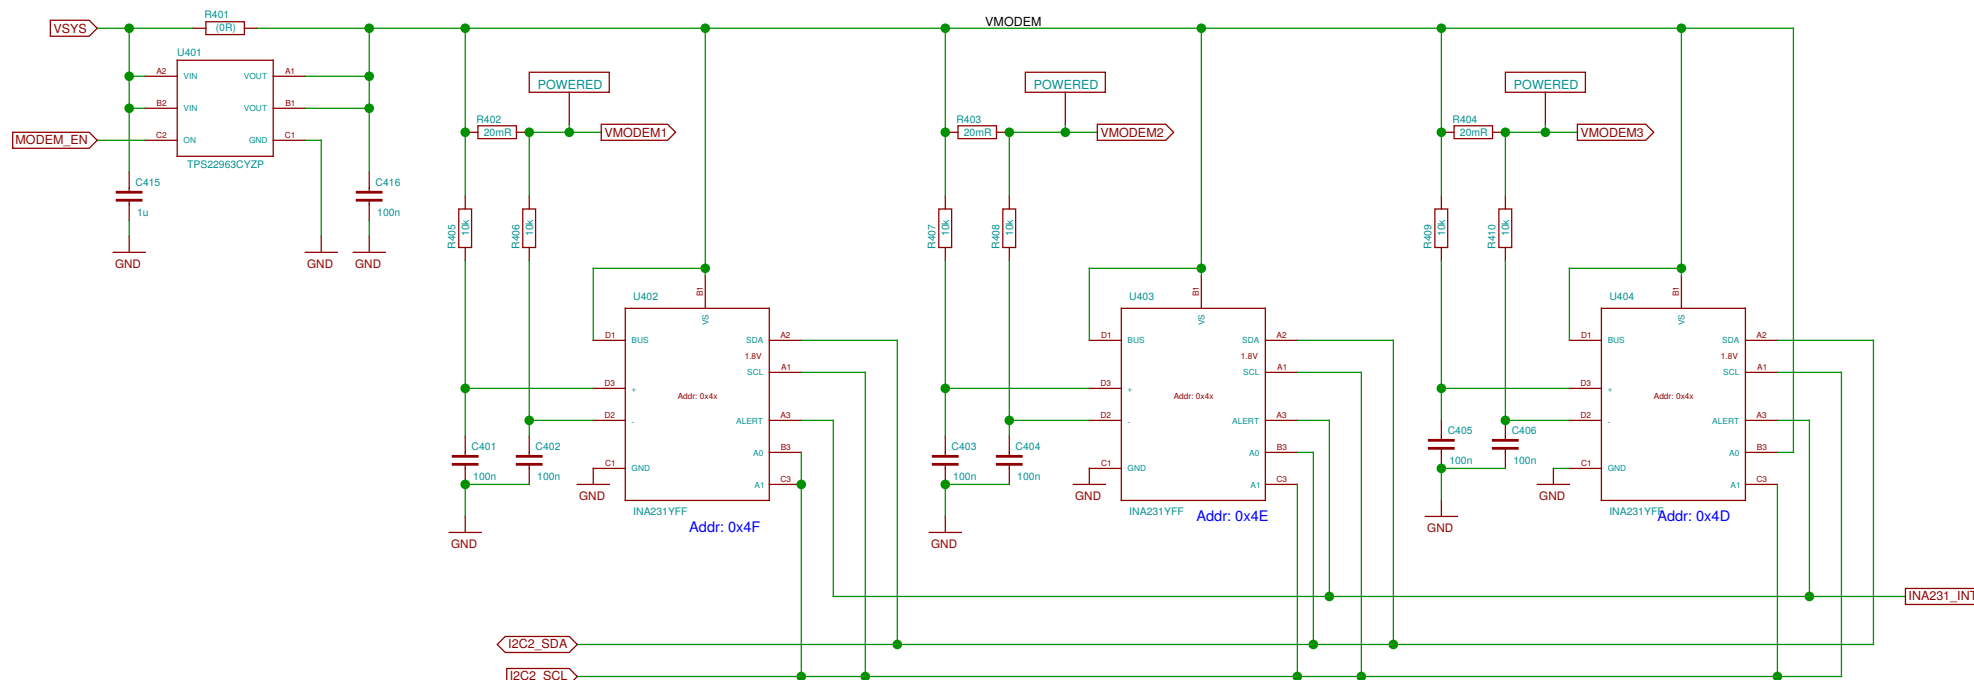 VSYS
R401
(0R)
VMODEM
U401
A2
VIN
VOUT
A1
B2
VIN
VOUT
B1
MODEM_EN
C2
ON
GND
C1
TPS22963CYZP
C415
1u
GND
GND
C416
100n
GND
POWERED
R402
20mR
VMODEM1
R405
10k
R406
10k
U402
B1
VS
D1
BUS
SDA
A2
1.8V
SCL
A1
D3
+
Addr: 0x4x
D2
-
ALERT
A3
A0
B3
C1
GND
A1
C3
GND
INA231YFF
Addr: 0x4F
C401
100n
C402
100n
GND
POWERED
R403
20mR
VMODEM2
R407
10k
R408
10k
U403
B1
VS
D1
BUS
SDA
A2
1.8V
SCL
A1
D3
+
Addr: 0x4x
D2
-
ALERT
A3
A0
B3
C1
GND
A1
C3
GND
INA231YFF
Addr: 0x4E
C403
100n
C404
100n
GND
POWERED
R404
20mR
VMODEM3
R409
10k
R410
10k
U404
B1
VS
D1
BUS
SDA
A2
1.8V
SCL
A1
D3
+
Addr: 0x4x
D2
-
ALERT
A3
A0
B3
C1
GND
A1
C3
GND
INA231YFF
Addr: 0x4D
C405
100n
C406
100n
GND
INA231_INT
I2C2_SDA
I2C2_SCL